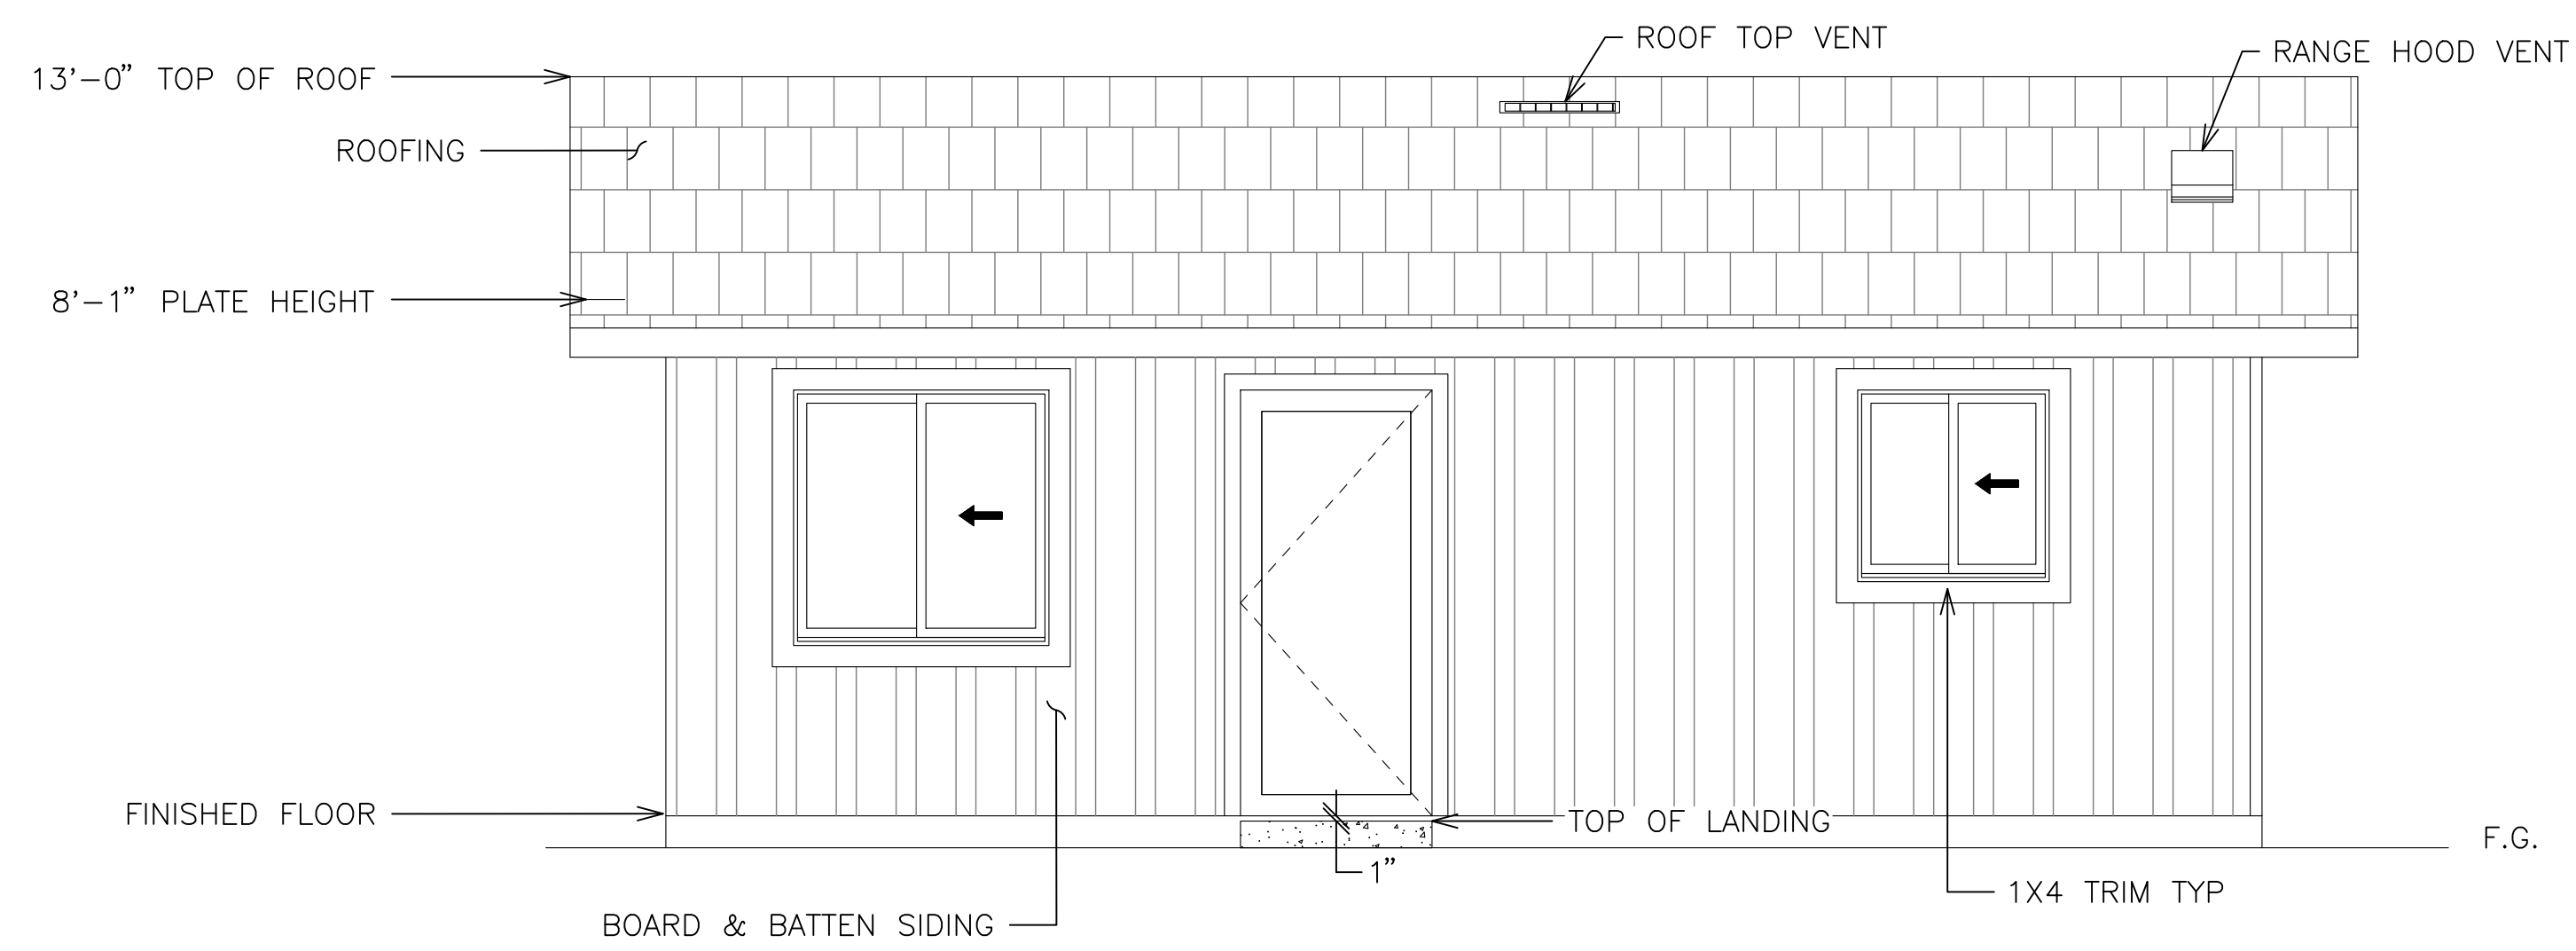 ROOF TOP VENT
RANGE HOOD VENT
13'-0" TOP OF ROOF
ROOFING
8'-1" PLATE HEIGHT
FINISHED FLOOR
TOP OF LANDING
F.G.
1"
1X4 TRIM TYP
BOARD & BATTEN SIDING